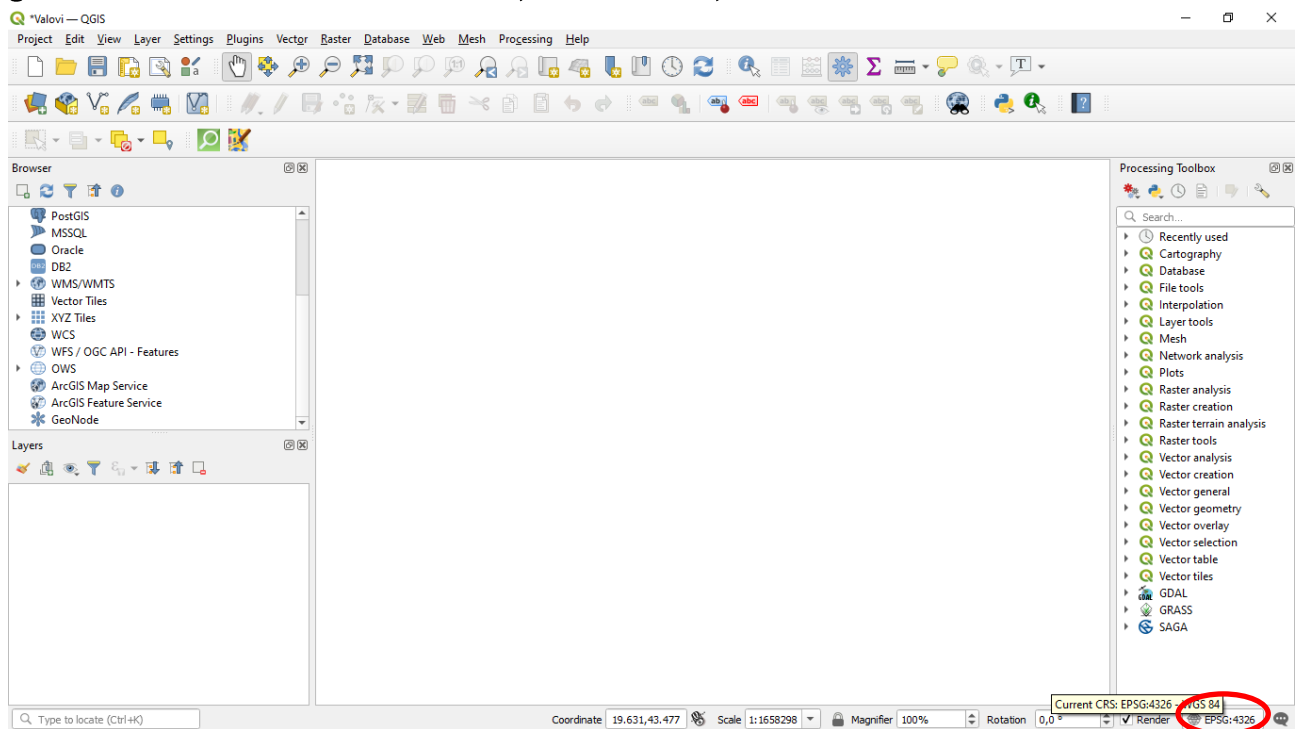 *Valovi — QGIS
Project Edit View Layer Settings Plugins Vector Raster Database Web Mesh Processing Help
Browser
PostGIS
MSSQL
Oracle
DB2
WMS/WMTS
Vector Tiles
XYZ Tiles
WCS
WFS / OGC API - Features
OWS
ArcGIS Map Service
ArcGIS Feature Service
GeoNode
Layers
Processing Toolbox
Search...
Recently used
Cartography
Database
File tools
Interpolation
Layer tools
Mesh
Network analysis
Plots
Raster analysis
Raster creation
Raster terrain analysis
Raster tools
Vector analysis
Vector creation
Vector general
Vector geometry
Vector overlay
Vector selection
Vector table
Vector tiles
GDAL
GRASS
SAGA
Current CRS: EPSG:4326 - WGS 84
Type to locate (Ctrl+K) Coordinate 19.631,43.477 Scale 1:1658298 Magnifier 100% Rotation 0,0 ° Render EPSG:4326